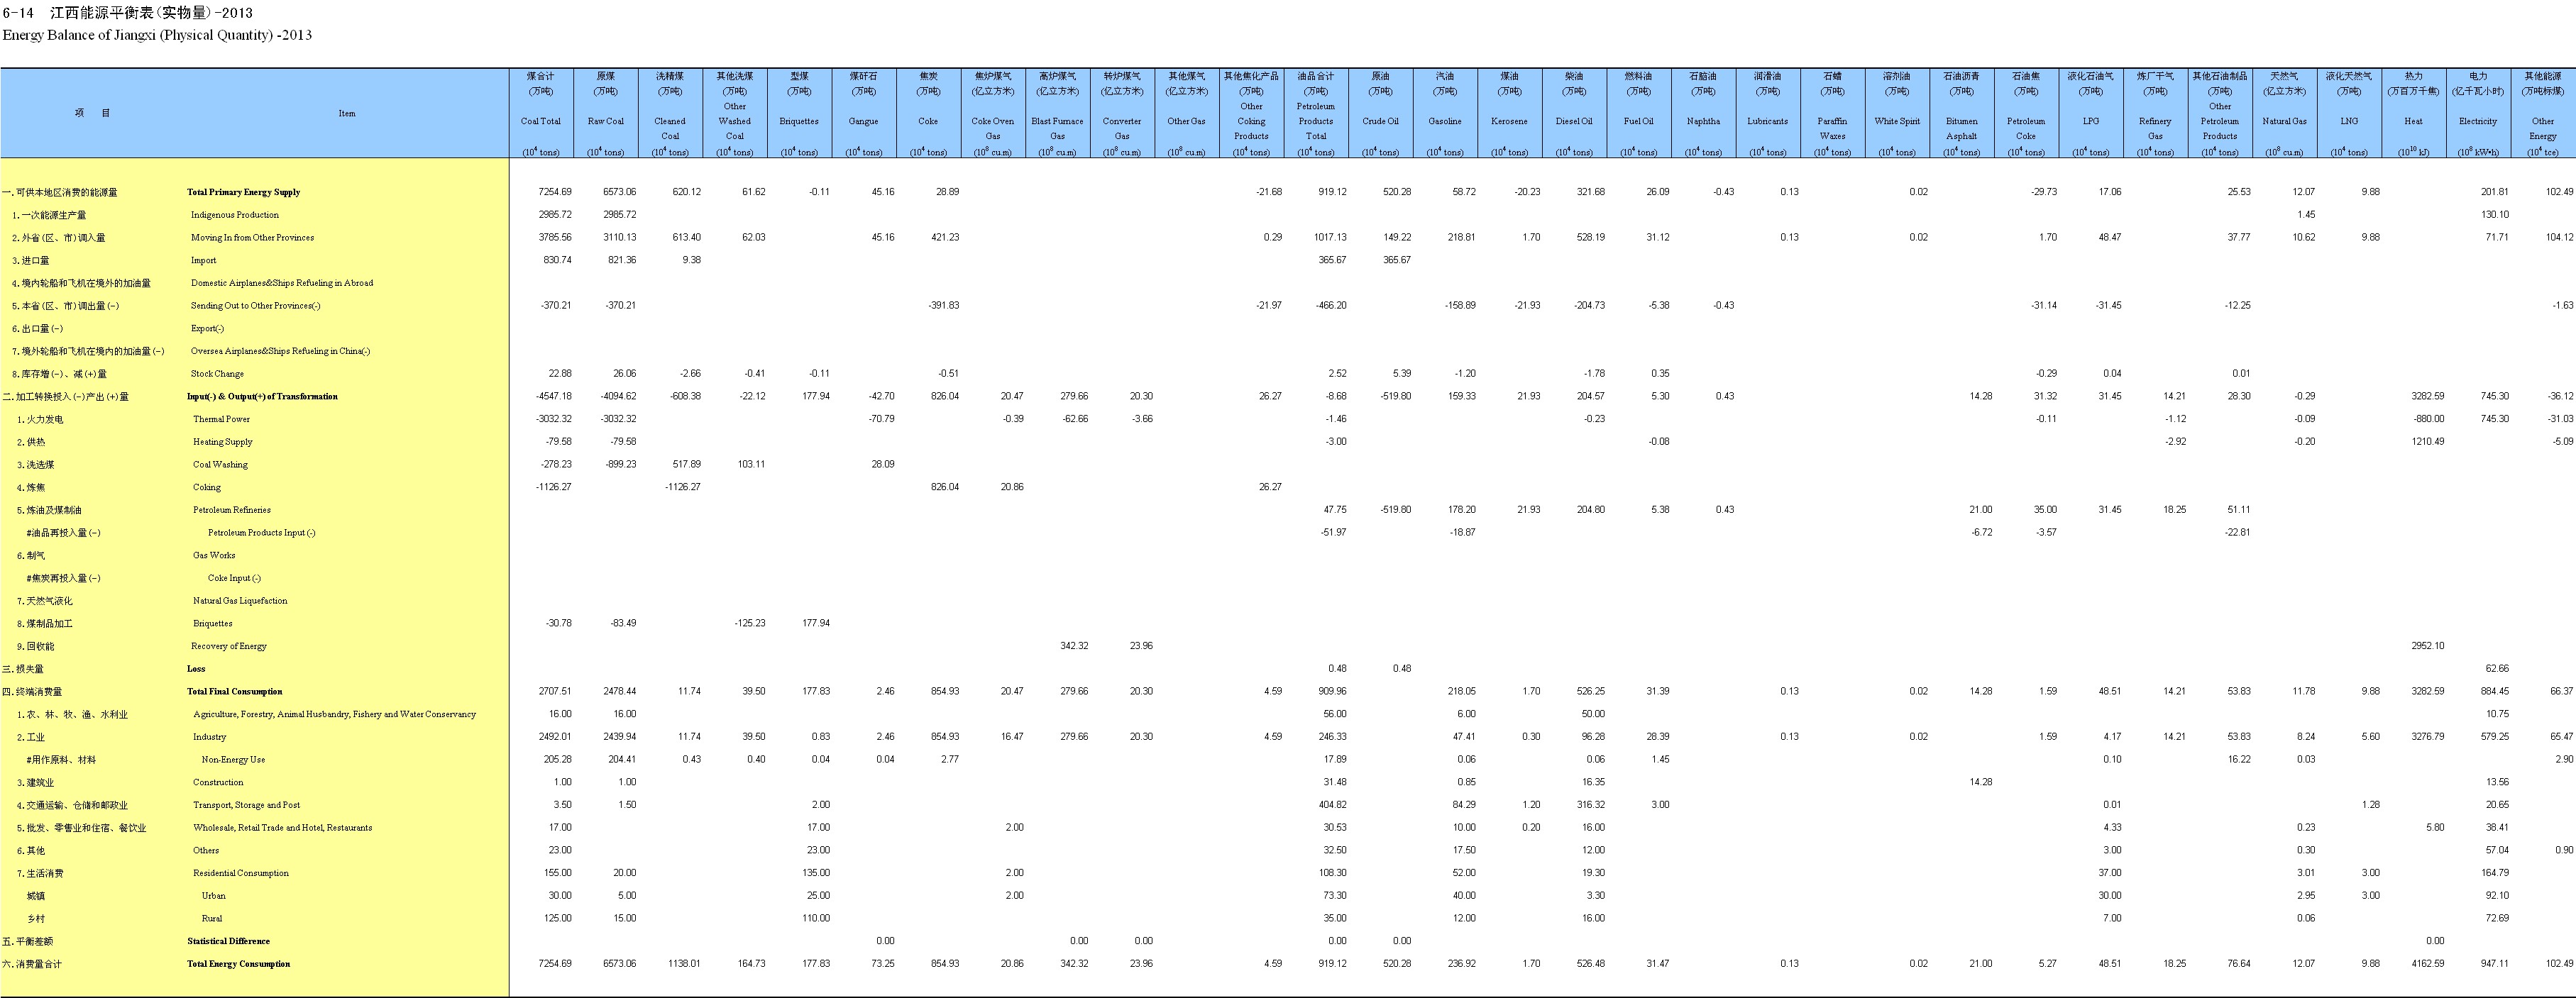 6-14 江西能源平衡表(实物量)-2013
Energy Balance of Jiangxi (Physical Quantity) -2013
煤合计 原煤 洗精煤 其他洗煤 型煤 煤矸石 焦炭 焦炉煤气 高炉煤气 转炉煤气 其他煤气 其他焦化产品 油品合计 原油 汽油 煤油 柴油 燃料油 石脑油 润滑油 石蜡 溶剂油 石油沥青 石油焦 液化石油气 炼厂干气 其他石油制品 天然气 液化天然气 热力 电力 其他能源
(万吨) (万吨) (万吨) (万吨) (万吨) (万吨) (万吨) (亿立方米) (亿立方米) (亿立方米) (亿立方米) (万吨) (万吨) (万吨) (万吨) (万吨) (万吨) (万吨) (万吨) (万吨) (万吨) (万吨) (万吨) (万吨) (万吨) (万吨) (万吨) (亿立方米) (万吨) (万百万千焦) (亿千瓦小时) (万吨标煤)
Other Other Petroleum Other
项 目 Item Coal Total Raw Coal Cleaned Washed Briquettes Gangue Coke Coke Oven Blast Furnace Converter Other Gas Coking Products Crude Oil Gasoline Kerosene Diesel Oil Fuel Oil Naphtha Lubricants Paraffin White Spirit Bitumen Petroleum LPG Refinery Petroleum Natural Gas LNG Heat Electricity Other
Coal Coal Gas Gas Gas Products Total Waxes Asphalt Coke Gas Products Energy
(10⁴ tons) (10⁴ tons) (10⁴ tons) (10⁴ tons) (10⁴ tons) (10⁴ tons) (10⁴ tons) (10⁸ cu.m) (10⁸ cu.m) (10⁸ cu.m) (10⁸ cu.m) (10⁴ tons) (10⁴ tons) (10⁴ tons) (10⁴ tons) (10⁴ tons) (10⁴ tons) (10⁴ tons) (10⁴ tons) (10⁴ tons) (10⁴ tons) (10⁴ tons) (10⁴ tons) (10⁴ tons) (10⁴ tons) (10⁴ tons) (10⁴ tons) (10⁸ cu.m) (10⁴ tons) (10¹⁰ kJ) (10⁸ kW•h) (10⁴ tce)
一.可供本地区消费的能源量 Total Primary Energy Supply 7254.69 6573.06 620.12 61.62 -0.11 45.16 28.89 -21.68 919.12 520.28 58.72 -20.23 321.68 26.09 -0.43 0.13 0.02 -29.73 17.06 25.53 12.07 9.88 201.81 102.49
1.一次能源生产量 Indigenous Production 2985.72 2985.72 1.45 130.10
2.外省(区、市)调入量 Moving In from Other Provinces 3785.56 3110.13 613.40 62.03 45.16 421.23 0.29 1017.13 149.22 218.81 1.70 528.19 31.12 0.13 0.02 1.70 48.47 37.77 10.62 9.88 71.71 104.12
3.进口量 Import 830.74 821.36 9.38 365.67 365.67
4.境内轮船和飞机在境外的加油量 Domestic Airplanes&Ships Refueling in Abroad
5.本省(区、市)调出量(-) Sending Out to Other Provinces(-) -370.21 -370.21 -391.83 -21.97 -466.20 -158.89 -21.93 -204.73 -5.38 -0.43 -31.14 -31.45 -12.25 -1.63
6.出口量(-) Export(-)
7.境外轮船和飞机在境内的加油量(-) Oversea Airplanes&Ships Refueling in China(-)
8.库存增(-)、减(+)量 Stock Change 22.88 26.06 -2.66 -0.41 -0.11 -0.51 2.52 5.39 -1.20 -1.78 0.35 -0.29 0.04 0.01
二.加工转换投入(-)产出(+)量 Input(-) & Output(+) of Transformation -4547.18 -4094.62 -608.38 -22.12 177.94 -42.70 826.04 20.47 279.66 20.30 26.27 -8.68 -519.80 159.33 21.93 204.57 5.30 0.43 14.28 31.32 31.45 14.21 28.30 -0.29 3282.59 745.30 -36.12
1.火力发电 Thermal Power -3032.32 -3032.32 -70.79 -0.39 -62.66 -3.66 -1.46 -0.23 -0.11 -1.12 -0.09 -880.00 745.30 -31.03
2.供热 Heating Supply -79.58 -79.58 -3.00 -0.08 -2.92 -0.20 1210.49 -5.09
3.洗选煤 Coal Washing -278.23 -899.23 517.89 103.11 28.09
4.炼焦 Coking -1126.27 -1126.27 826.04 20.86 26.27
5.炼油及煤制油 Petroleum Refineries 47.75 -519.80 178.20 21.93 204.80 5.38 0.43 21.00 35.00 31.45 18.25 51.11
#油品再投入量(-) Petroleum Products Input (-) -51.97 -18.87 -6.72 -3.57 -22.81
6.制气 Gas Works
#焦炭再投入量(-) Coke Input (-)
7.天然气液化 Natural Gas Liquefaction
8.煤制品加工 Briquettes -30.78 -83.49 -125.23 177.94
9.回收能 Recovery of Energy 342.32 23.96 2952.10
三.损失量 Loss 0.48 0.48 62.66
四.终端消费量 Total Final Consumption 2707.51 2478.44 11.74 39.50 177.83 2.46 854.93 20.47 279.66 20.30 4.59 909.96 218.05 1.70 526.25 31.39 0.13 0.02 14.28 1.59 48.51 14.21 53.83 11.78 9.88 3282.59 884.45 66.37
1.农、林、牧、渔、水利业 Agriculture, Forestry, Animal Husbandry, Fishery and Water Conservancy 16.00 16.00 56.00 6.00 50.00 10.75
2.工业 Industry 2492.01 2439.94 11.74 39.50 0.83 2.46 854.93 16.47 279.66 20.30 4.59 246.33 47.41 0.30 96.28 28.39 0.13 0.02 1.59 4.17 14.21 53.83 8.24 5.60 3276.79 579.25 65.47
#用作原料、材料 Non-Energy Use 205.28 204.41 0.43 0.40 0.04 0.04 2.77 17.89 0.06 0.06 1.45 0.10 16.22 0.03 2.90
3.建筑业 Construction 1.00 1.00 31.48 0.85 16.35 14.28 13.56
4.交通运输、仓储和邮政业 Transport, Storage and Post 3.50 1.50 2.00 404.82 84.29 1.20 316.32 3.00 0.01 1.28 20.65
5.批发、零售业和住宿、餐饮业 Wholesale, Retail Trade and Hotel, Restaurants 17.00 17.00 2.00 30.53 10.00 0.20 16.00 4.33 0.23 5.80 38.41
6.其他 Others 23.00 23.00 32.50 17.50 12.00 3.00 0.30 57.04 0.90
7.生活消费 Residential Consumption 155.00 20.00 135.00 2.00 108.30 52.00 19.30 37.00 3.01 3.00 164.79
城镇 Urban 30.00 5.00 25.00 2.00 73.30 40.00 3.30 30.00 2.95 3.00 92.10
乡村 Rural 125.00 15.00 110.00 35.00 12.00 16.00 7.00 0.06 72.69
五.平衡差额 Statistical Difference 0.00 0.00 0.00 0.00 0.00 0.00
六.消费量合计 Total Energy Consumption 7254.69 6573.06 1138.01 164.73 177.83 73.25 854.93 20.86 342.32 23.96 4.59 919.12 520.28 236.92 1.70 526.48 31.47 0.13 0.02 21.00 5.27 48.51 18.25 76.64 12.07 9.88 4162.59 947.11 102.49